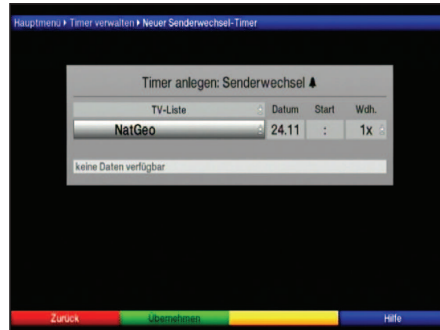 Hauptmenü ▸ Timer verwalten ▸ Neuer Senderwechsel-Timer
Timer anlegen: Senderwechsel
TV-Liste Datum Start Wdh.
NatGeo 24.11 : 1x
keine Daten verfügbar
Zurück Übernehmen Hilfe